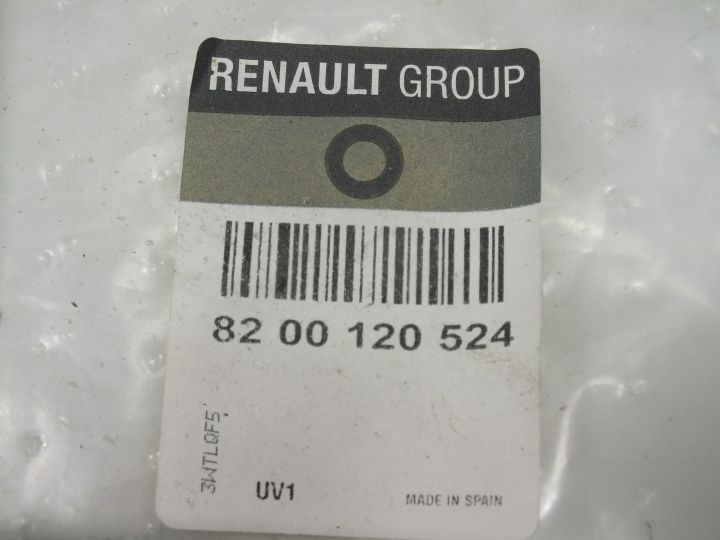 RENAULT GROUP
82 00 120 524
3WTLQF5
UV1
MADE IN SPAIN